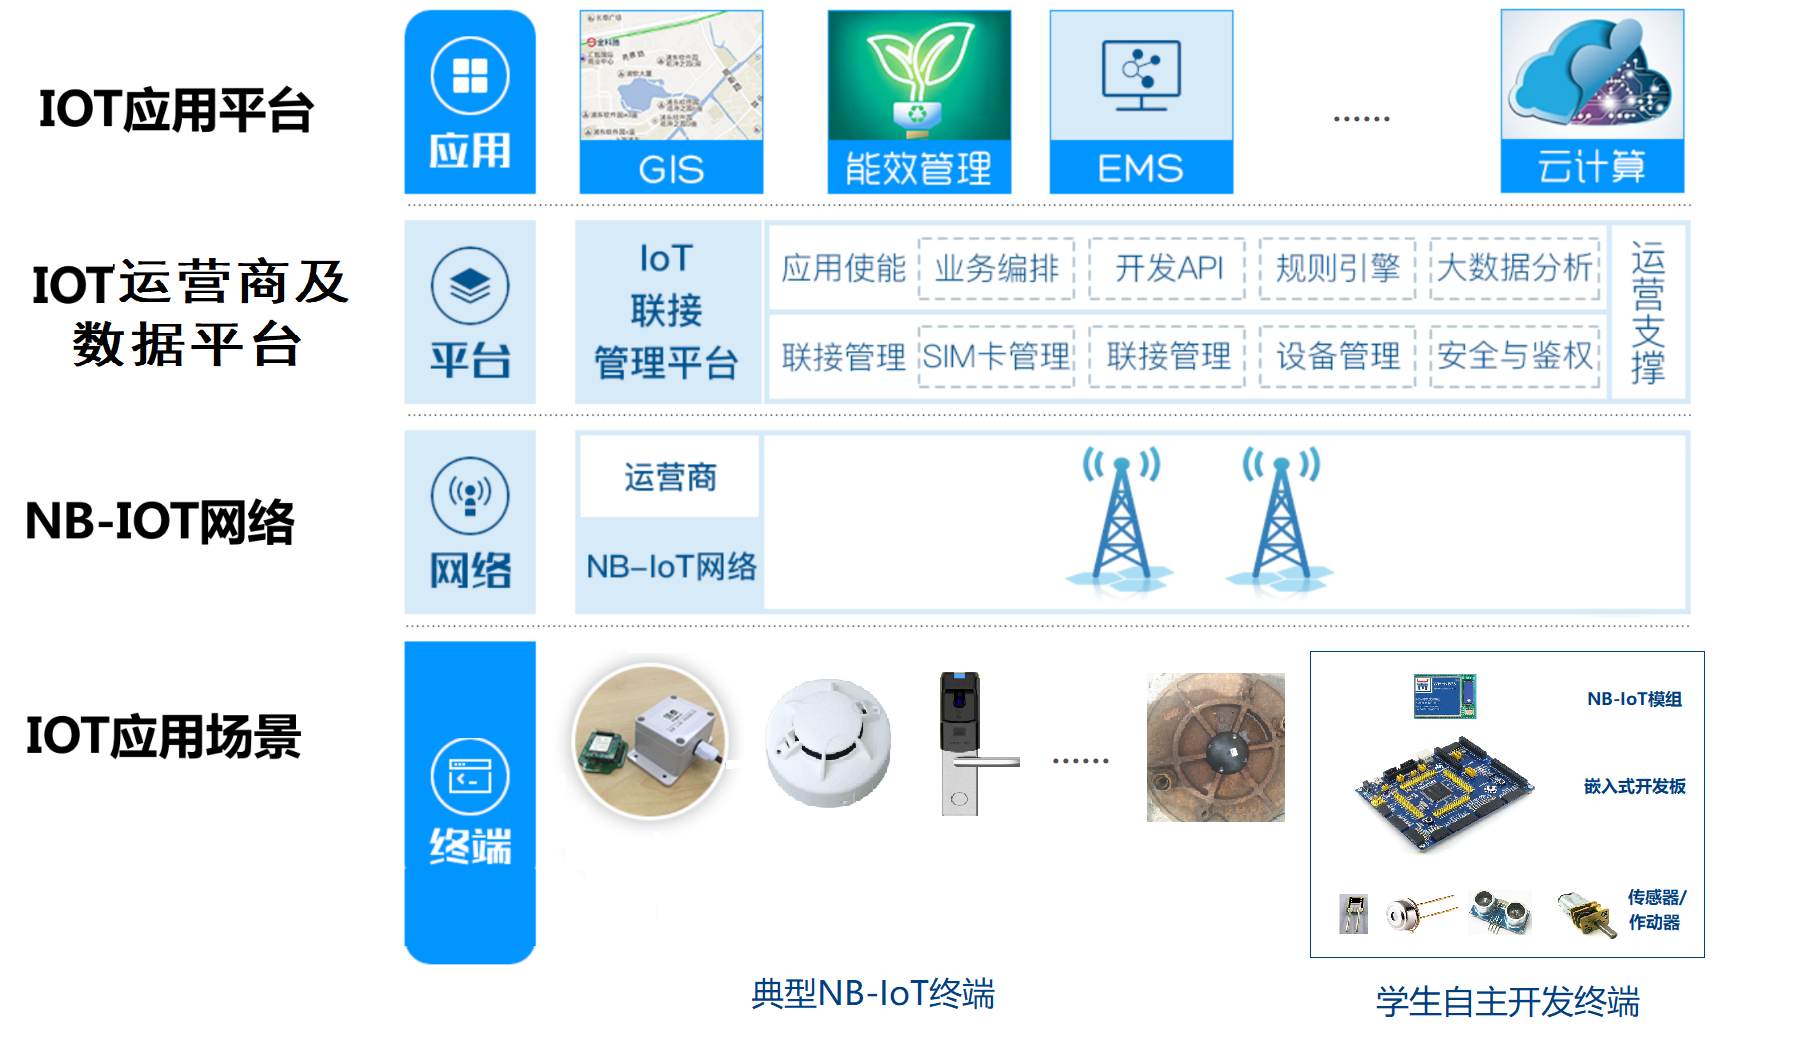 IOT应用平台
应用
GIS
能效管理
EMS
······
云计算
IOT运营商及
数据平台
平台
IoT
联接
管理平台
应用使能
业务编排
开发API
规则引擎
大数据分析
联接管理
SIM卡管理
联接管理
设备管理
安全与鉴权
运营支撑
NB-IOT网络
网络
运营商
NB-IoT网络
IOT应用场景
终端
······
NB-IoT模组
嵌入式开发板
传感器/
作动器
典型NB-IoT终端
学生自主开发终端